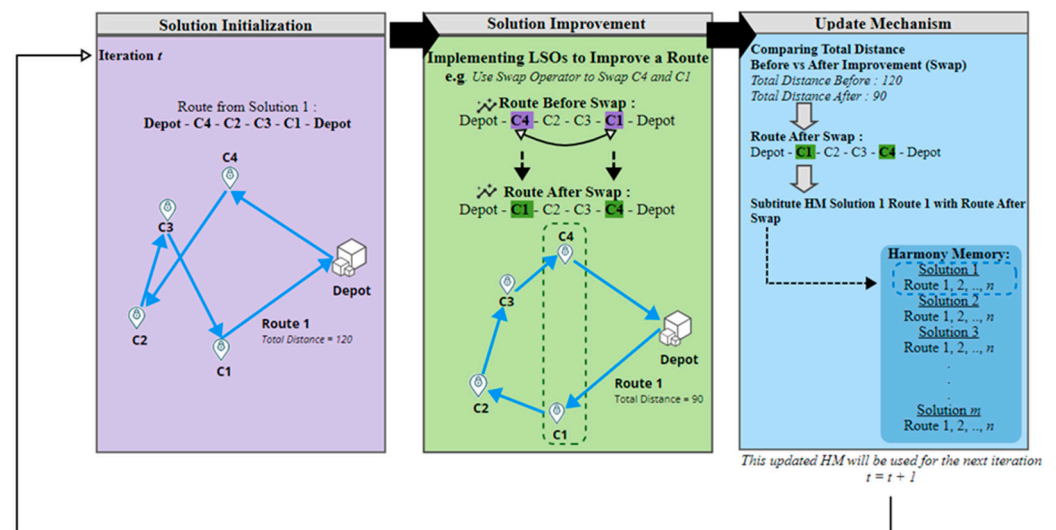 Solution Initialization
Iteration t
Route from Solution 1 :
Depot - C4 - C2 - C3 - C1 - Depot
C4
C3
Depot
C2
Route 1
Total Distance = 120
C1
Solution Improvement
Implementing LSOs to Improve a Route
e.g. Use Swap Operator to Swap C4 and C1
Route Before Swap :
Depot - C4 - C2 - C3 - C1 - Depot
Route After Swap :
Depot - C1 - C2 - C3 - C4 - Depot
C4
C3
Depot
Route 1
Total Distance = 90
C2
C1
Update Mechanism
Comparing Total Distance
Before vs After Improvement (Swap)
Total Distance Before : 120
Total Distance After : 90
Route After Swap :
Depot - C1 - C2 - C3 - C4 - Depot
Subtitute HM Solution 1 Route 1 with Route After
Swap
Harmony Memory:
Solution 1
Route 1, 2, .., n
Solution 2
Route 1, 2, .., n
Solution 3
Route 1, 2, .., n
.
.
.
Solution m
Route 1, 2, .., n
This updated HM will be used for the next iteration
t = t + 1